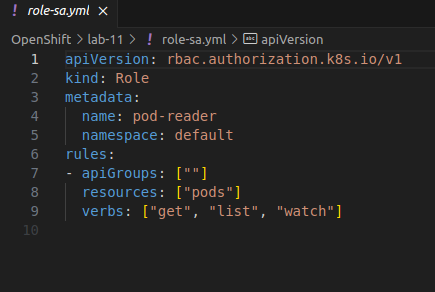 role-sa.yml ×
OpenShift > lab-11 > ! role-sa.yml > abc apiVersion
1 apiVersion: rbac.authorization.k8s.io/v1
2 kind: Role
3 metadata:
4   name: pod-reader
5   namespace: default
6 rules:
7 - apiGroups: [""]
8   resources: ["pods"]
9   verbs: ["get", "list", "watch"]
10